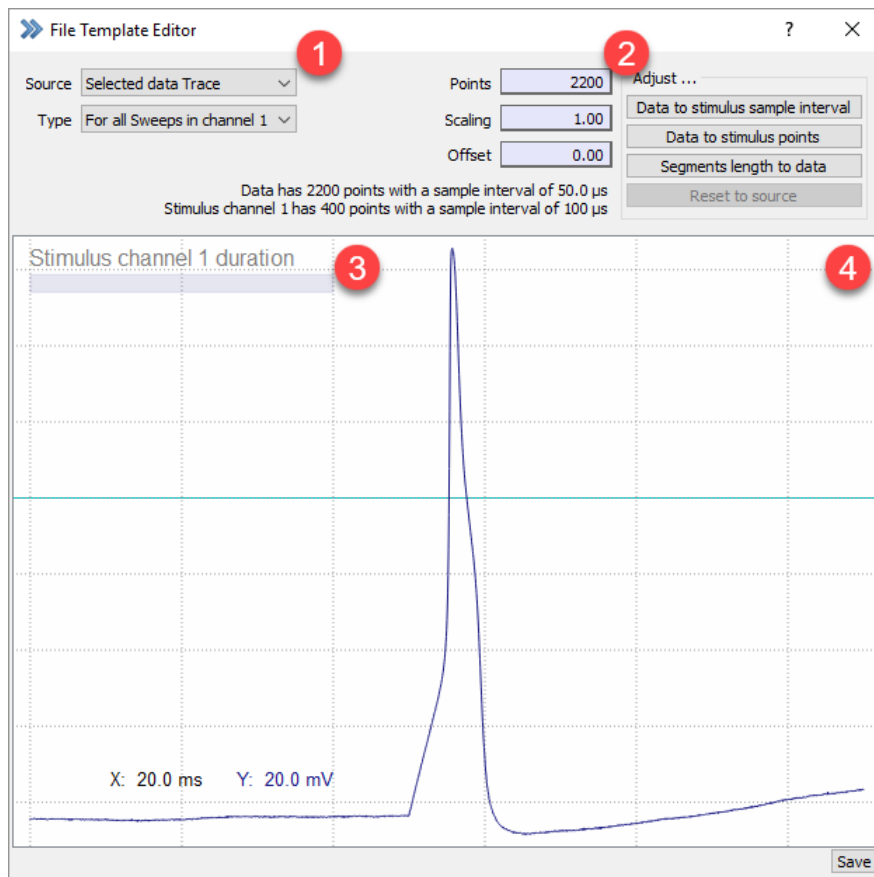 File Template Editor
?
1
2
Source
Selected data Trace
Points
2200
Adjust ...
Data to stimulus sample interval
Type
For all Sweeps in channel 1
Scaling
1.00
Data to stimulus points
Offset
0.00
Segments length to data
Data has 2200 points with a sample interval of 50.0 µs
Reset to source
Stimulus channel 1 has 400 points with a sample interval of 100 µs
Stimulus channel 1 duration
3
4
X: 20.0 ms
Y: 20.0 mV
Save